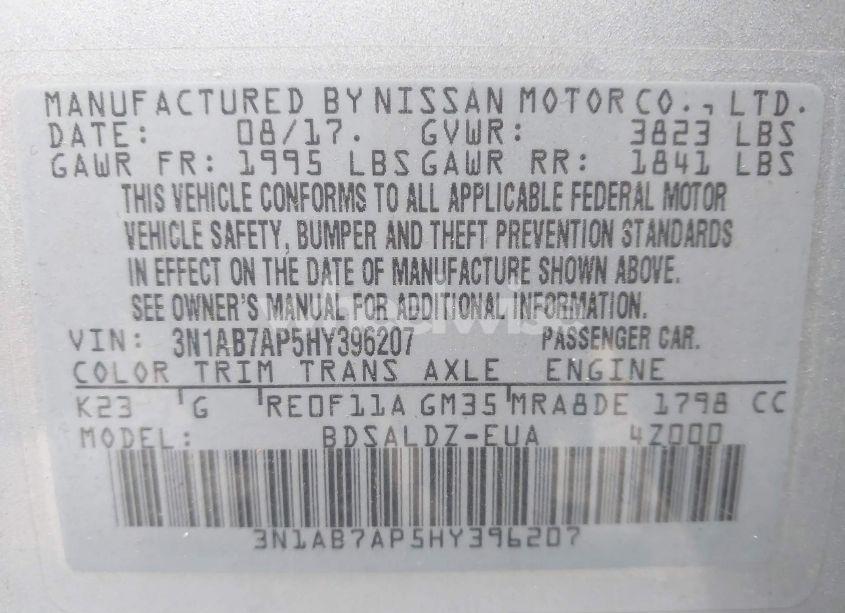 MANUFACTURED BY NISSAN MOTOR CO., LTD.
DATE: 08/17. GVWR: 3823 LBS
GAWR FR: 1995 LBS GAWR RR: 1841 LBS
THIS VEHICLE CONFORMS TO ALL APPLICABLE FEDERAL MOTOR
VEHICLE SAFETY, BUMPER AND THEFT PREVENTION STANDARDS
IN EFFECT ON THE DATE OF MANUFACTURE SHOWN ABOVE.
SEE OWNER'S MANUAL FOR ADDITIONAL INFORMATION.
VIN: 3N1AB7AP5HY396207 PASSENGER CAR.
COLOR TRIM TRANS AXLE ENGINE
K23 G RE0F11A GM35 MRA8DE 1798 CC
MODEL: BDSALDZ-EUA 4Z000
3N1AB7AP5HY396207